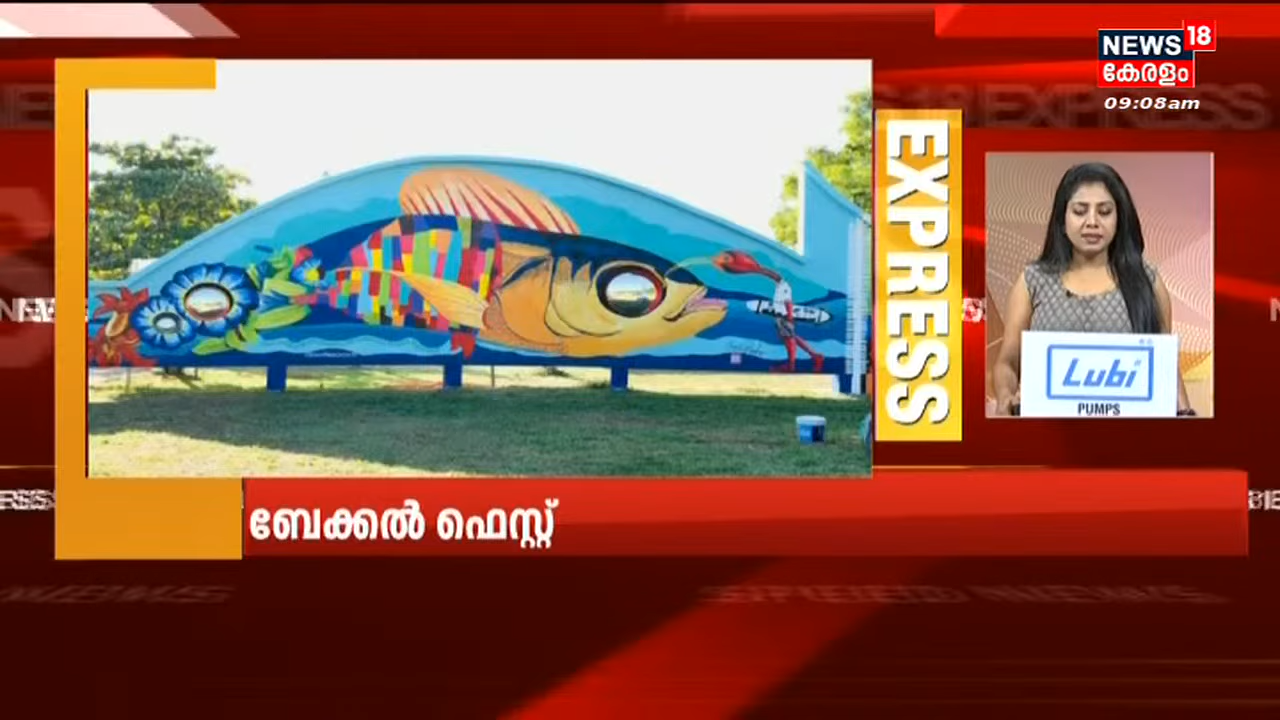 NEWS 18
കേരളം
09:08am
EXPRESS
Lubi
PUMPS
ബേക്കൽ ഫെസ്റ്റ്